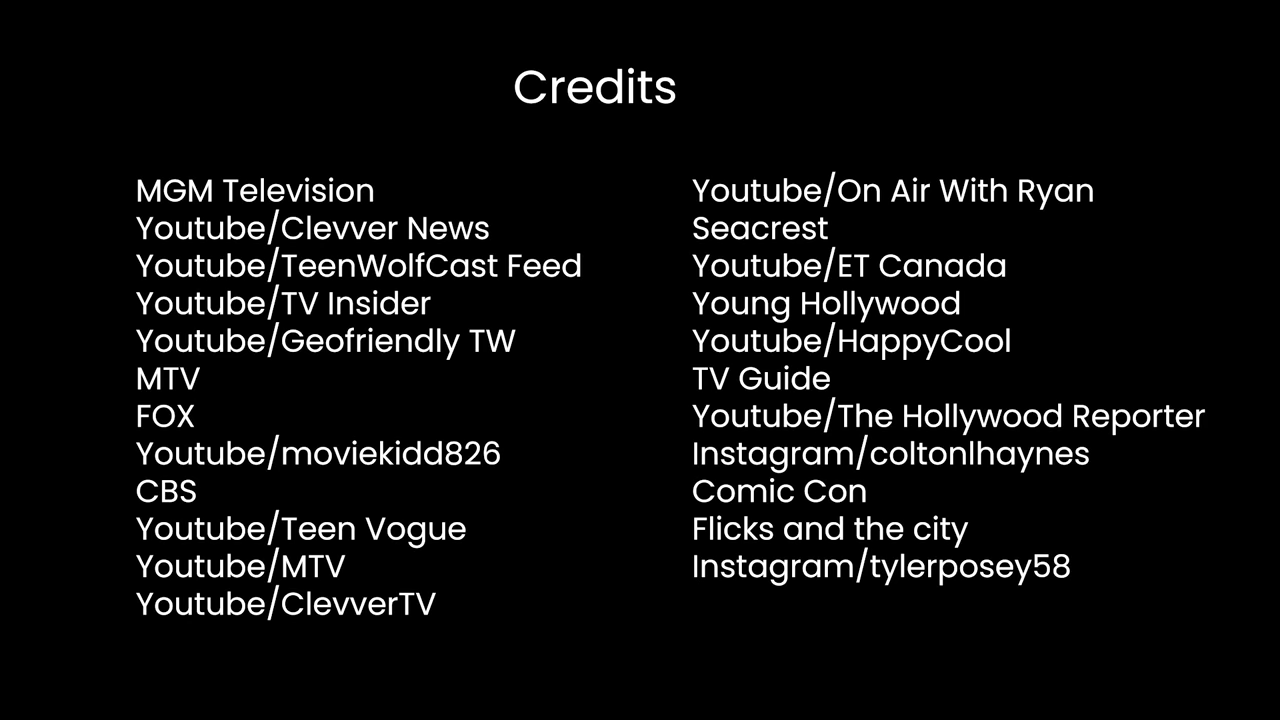 Credits
MGM Television
Youtube/Clevver News
Youtube/TeenWolfCast Feed
Youtube/TV Insider
Youtube/Geofriendly TW
MTV
FOX
Youtube/moviekidd826
CBS
Youtube/Teen Vogue
Youtube/MTV
Youtube/ClevverTV
Youtube/On Air With Ryan
Seacrest
Youtube/ET Canada
Young Hollywood
Youtube/HappyCool
TV Guide
Youtube/The Hollywood Reporter
Instagram/coltonlhaynes
Comic Con
Flicks and the city
Instagram/tylerposey58